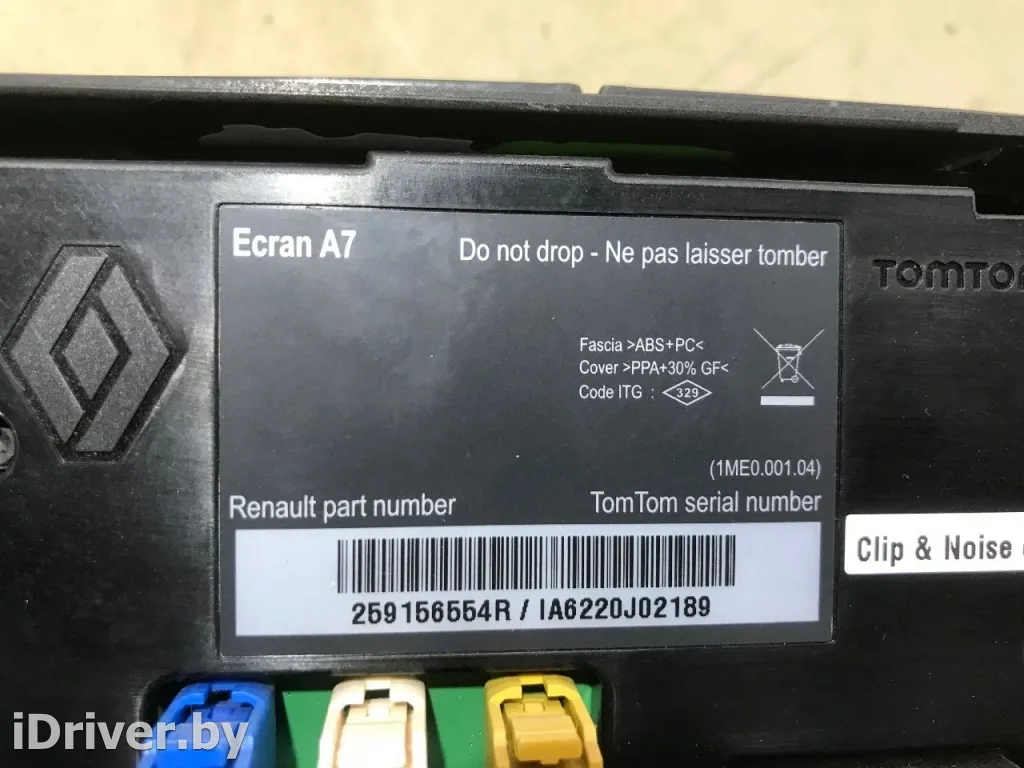 Ecran A7
Do not drop - Ne pas laisser tomber
TOMTOM
Fascia >ABS+PC<
Cover >PPA+30% GF<
Code ITG : 329
(1ME0.001.04)
Renault part number
TomTom serial number
Clip & Noise
259156554R / IA6220J02189
iDriver.by